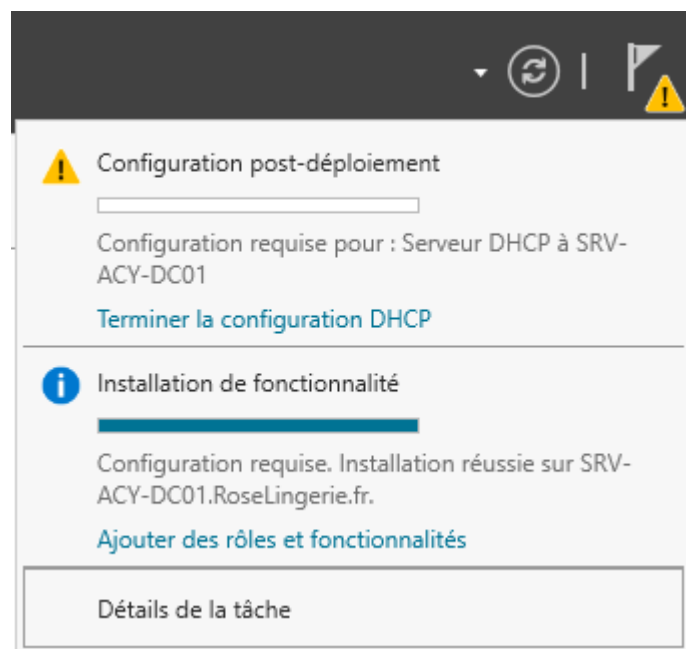 Configuration post-déploiement
Configuration requise pour : Serveur DHCP à SRV-
ACY-DC01
Terminer la configuration DHCP
Installation de fonctionnalité
Configuration requise. Installation réussie sur SRV-
ACY-DC01.RoseLingerie.fr.
Ajouter des rôles et fonctionnalités
Détails de la tâche